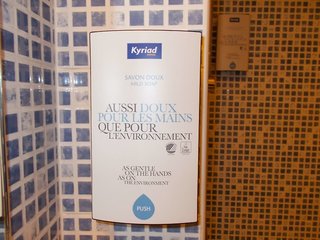 Kyriad
SAVON DOUX
MILD SOAP
AUSSI DOUX
POUR LES MAINS
QUE POUR
L'ENVIRONNEMENT
AS GENTLE
ON THE HANDS
AS ON
THE ENVIRONMENT
PUSH